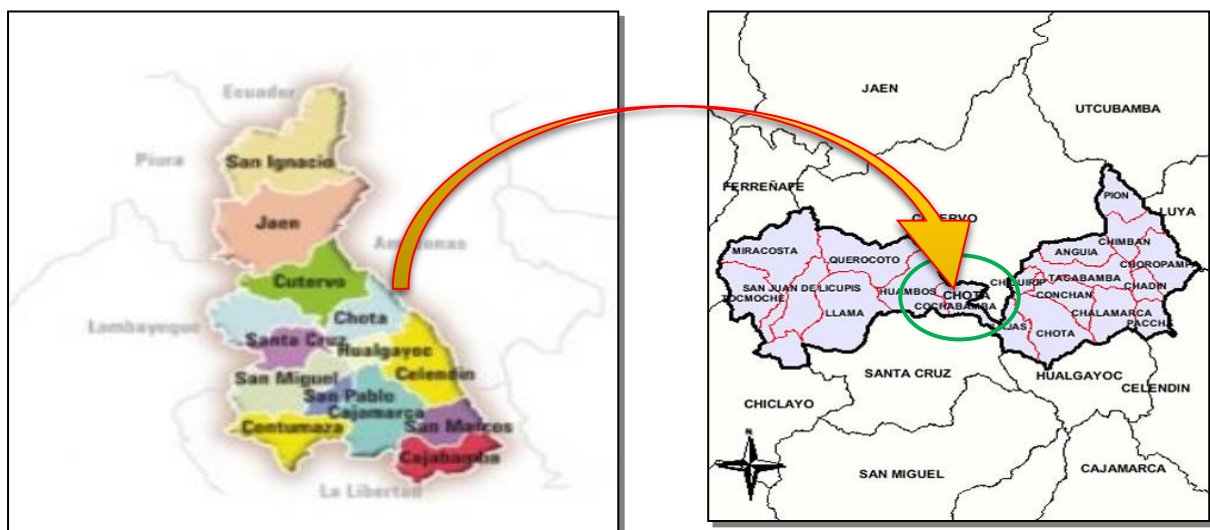 Ecuador
Piura
San Ignacio
Jaen
Amazonas
Cutervo
Lambayeque
Chota
Santa Cruz
Hualgayoc
San Miguel
Celendin
San Pablo
Cajamarca
Contumaza
San Marcos
Cajabamba
La Libertad
JAEN
UTCUBAMBA
FERREÑAFE
PION
LUYA
MIRACOSTA
QUEROCOTO
ANGUIA
CHIMBAN
CHOROPAMPA
TACABAMBA
SAN JUAN DE LICUPIS
HUAMBOS
CHOTA
CONCHAN
CHADIN
TOCMOCHE
COCHABAMBA
LLAMA
CHALAMARCA
PACCHA
CHOTA
SANTA CRUZ
HUALGAYOC
CELENDIN
CHICLAYO
N
SAN MIGUEL
CAJAMARCA